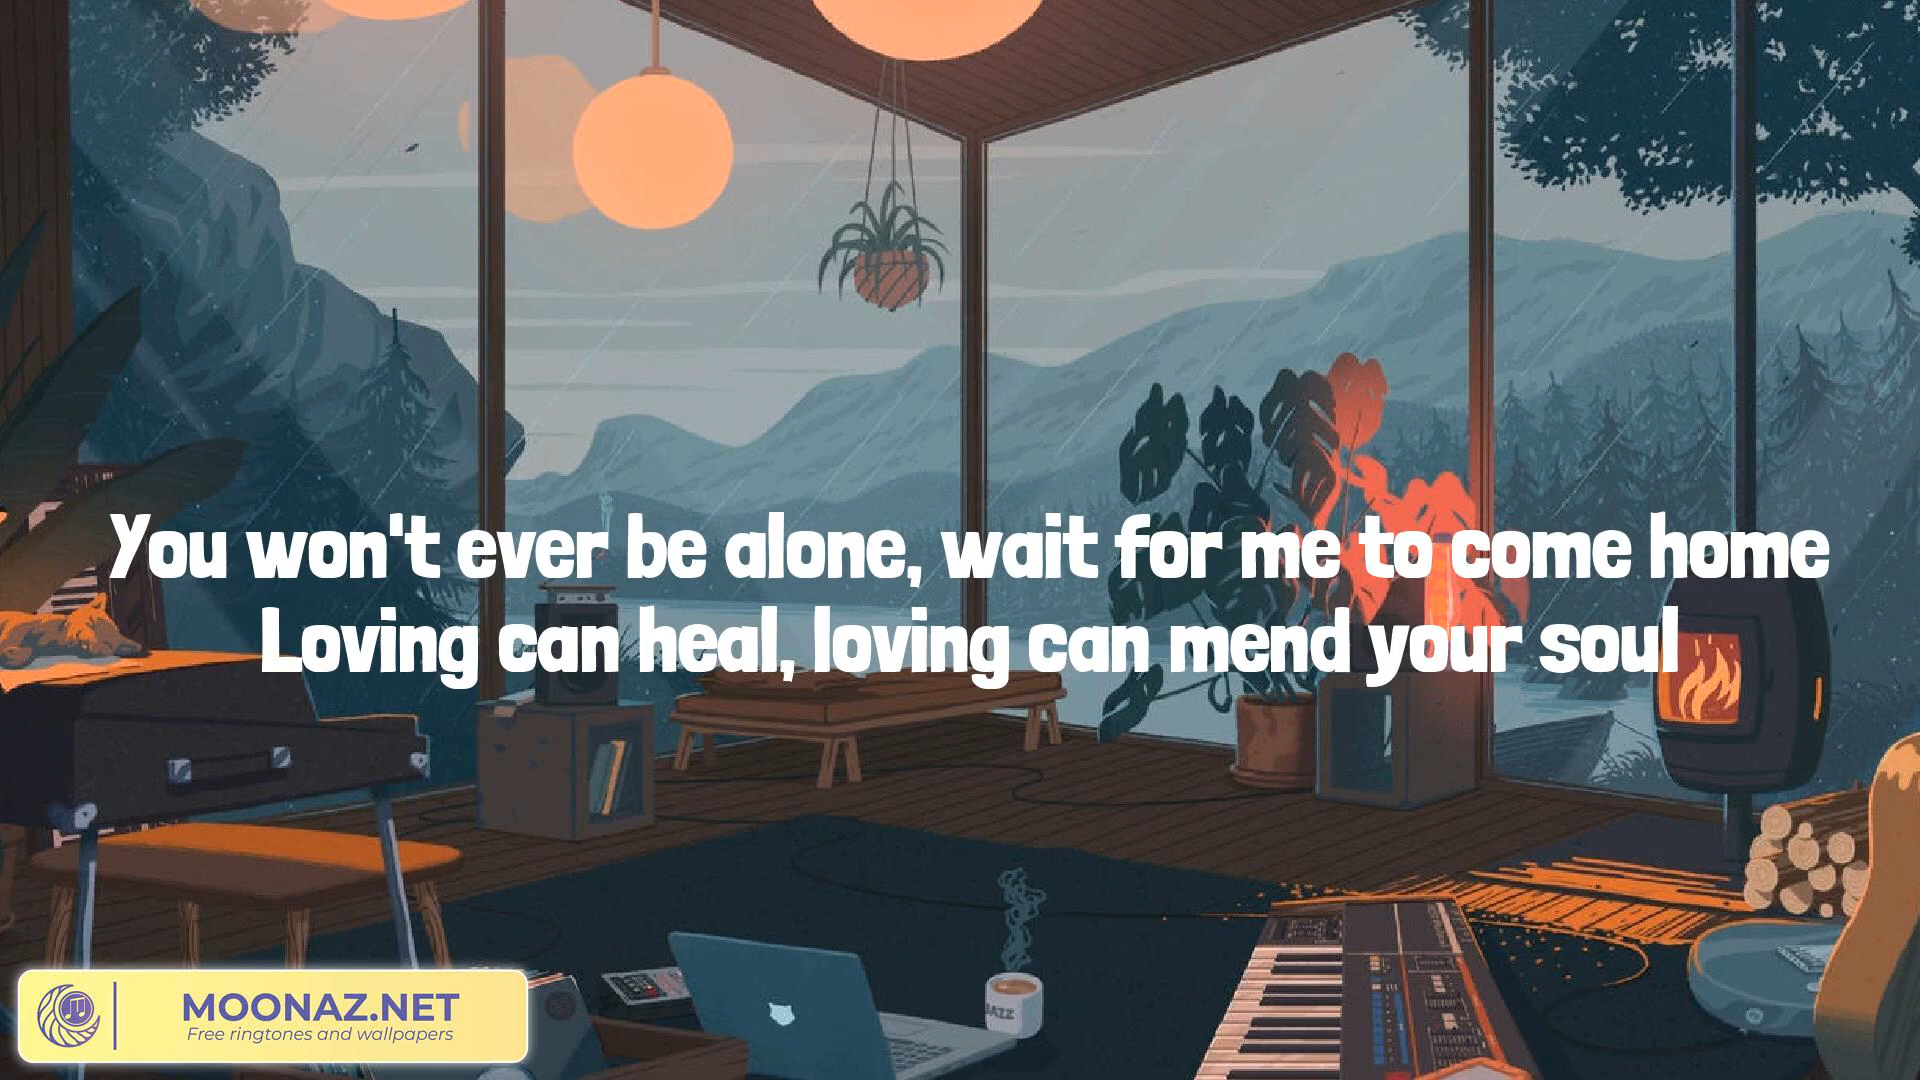 You won't ever be alone, wait for me to come home
Loving can heal, loving can mend your soul
JAZZ
MOONAZ.NET
Free ringtones and wallpapers